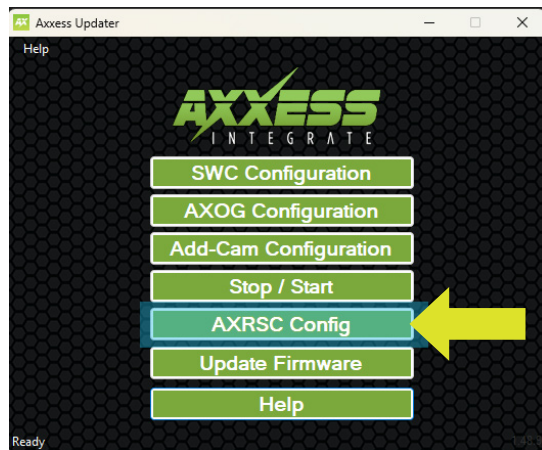 AX Axxess Updater
Help
AXXESS
INTEGRATE
SWC Configuration
AXOG Configuration
Add-Cam Configuration
Stop / Start
AXRSC Config
Update Firmware
Help
Ready